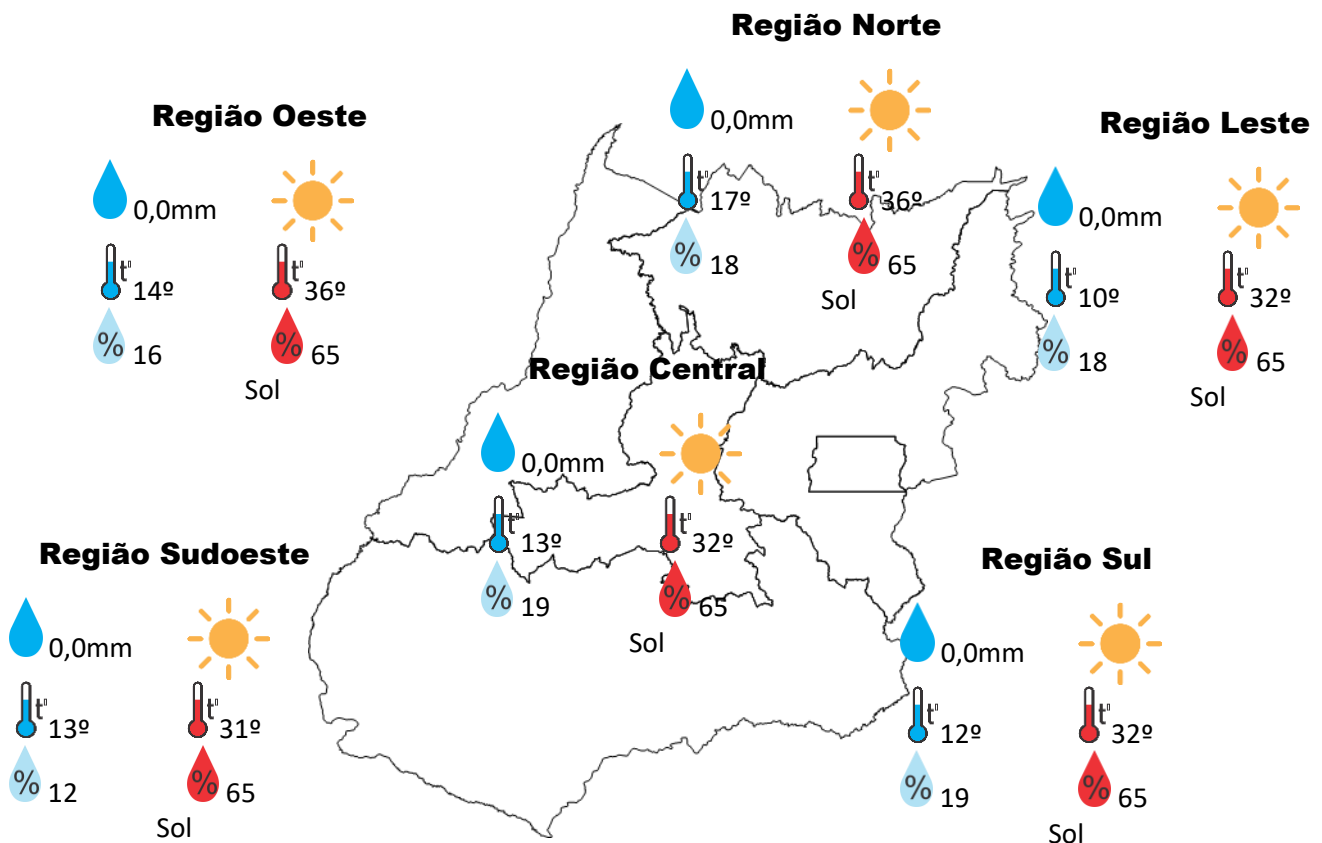 Região Norte
0,0mm
t° 17º
t° 36º
% 18
% 65
Sol
Região Oeste
0,0mm
t° 14º
t° 36º
% 16
% 65
Sol
Região Leste
0,0mm
t° 10º
t° 32º
% 18
% 65
Sol
Região Central
0,0mm
t° 13º
t° 32º
% 19
% 65
Sol
Região Sudoeste
0,0mm
t° 13º
t° 31º
% 12
% 65
Sol
Região Sul
0,0mm
t° 12º
t° 32º
% 19
% 65
Sol